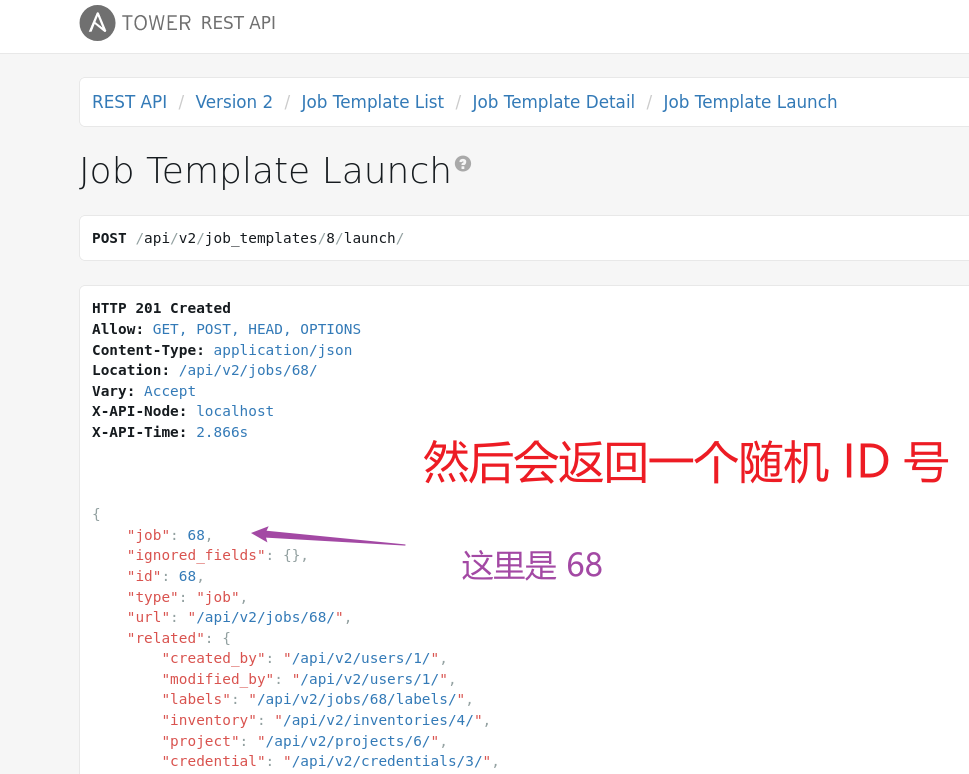 TOWER REST API
REST API / Version 2 / Job Template List / Job Template Detail / Job Template Launch
Job Template Launch ?
POST /api/v2/job_templates/8/launch/
HTTP 201 Created
Allow: GET, POST, HEAD, OPTIONS
Content-Type: application/json
Location: /api/v2/jobs/68/
Vary: Accept
X-API-Node: localhost
X-API-Time: 2.866s
然后会返回一个随机 ID 号
{
"job": 68,
"ignored_fields": {},
这里是 68
"id": 68,
"type": "job",
"url": "/api/v2/jobs/68/",
"related": {
"created_by": "/api/v2/users/1/",
"modified_by": "/api/v2/users/1/",
"labels": "/api/v2/jobs/68/labels/",
"inventory": "/api/v2/inventories/4/",
"project": "/api/v2/projects/6/",
"credential": "/api/v2/credentials/3/",